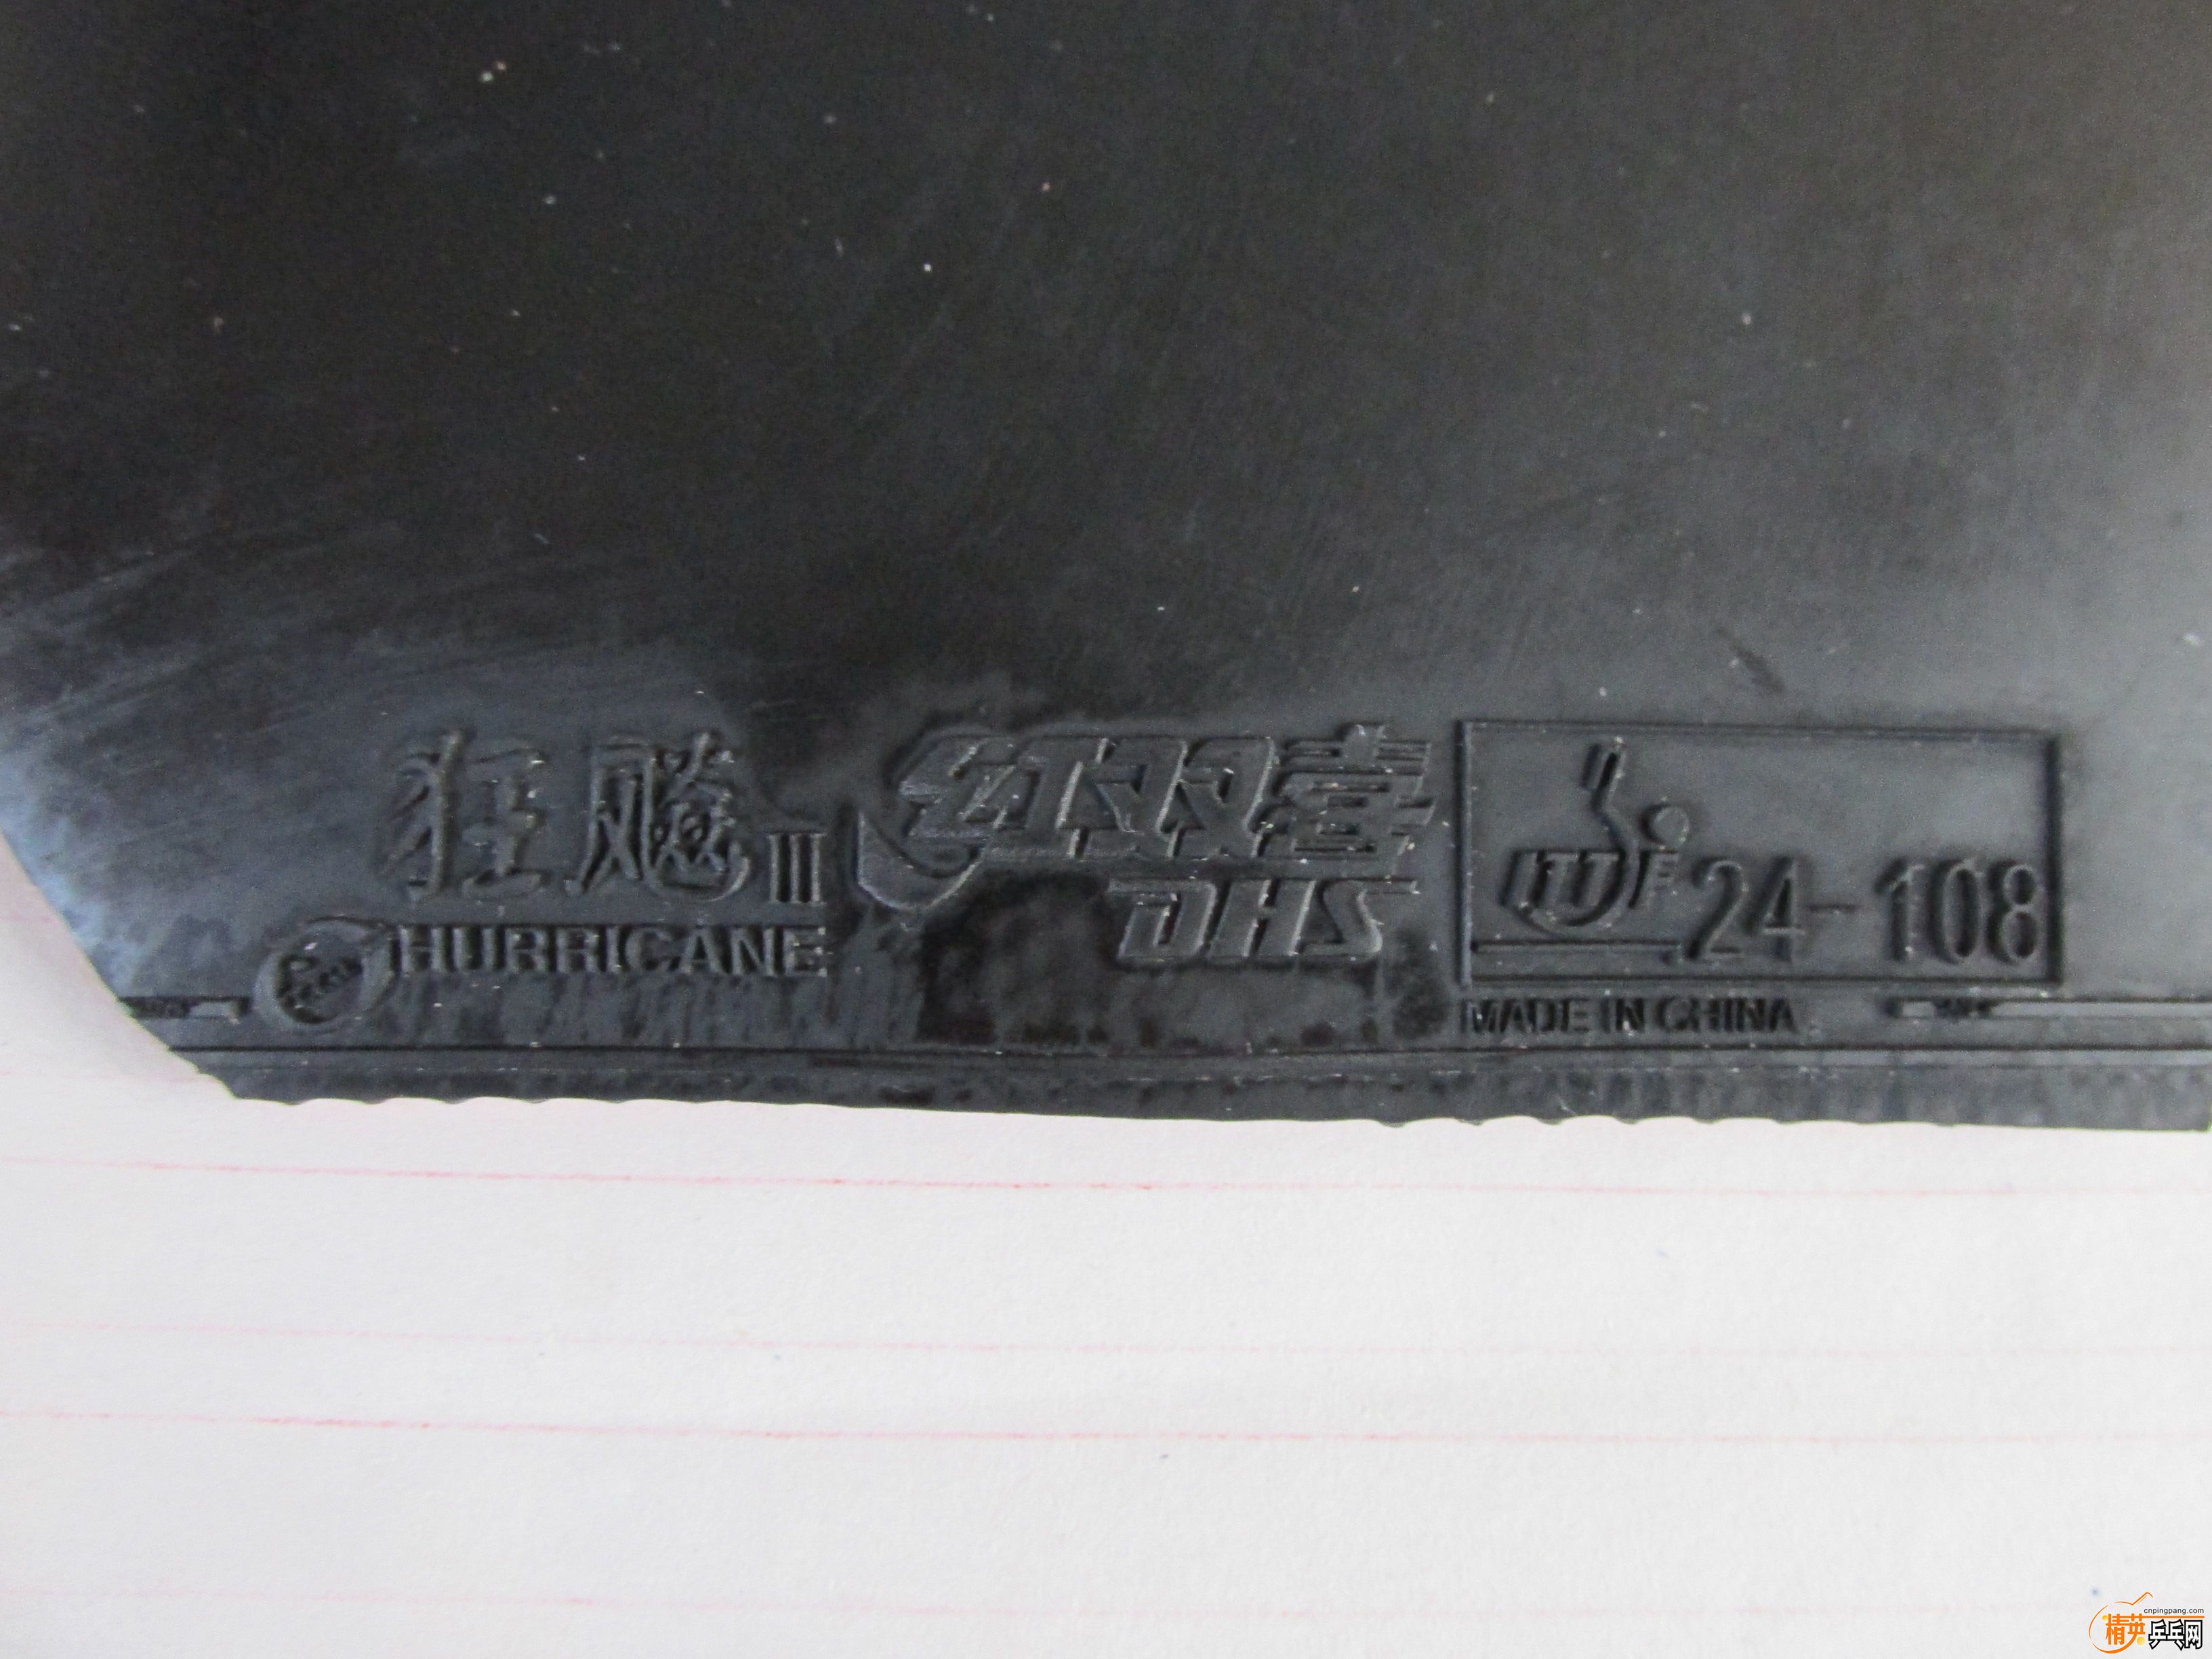 狂飚III
HURRICANE
红双喜
DHS
ITTF 24-108
MADE IN CHINA
cnpingpang.com
精英乒乓网